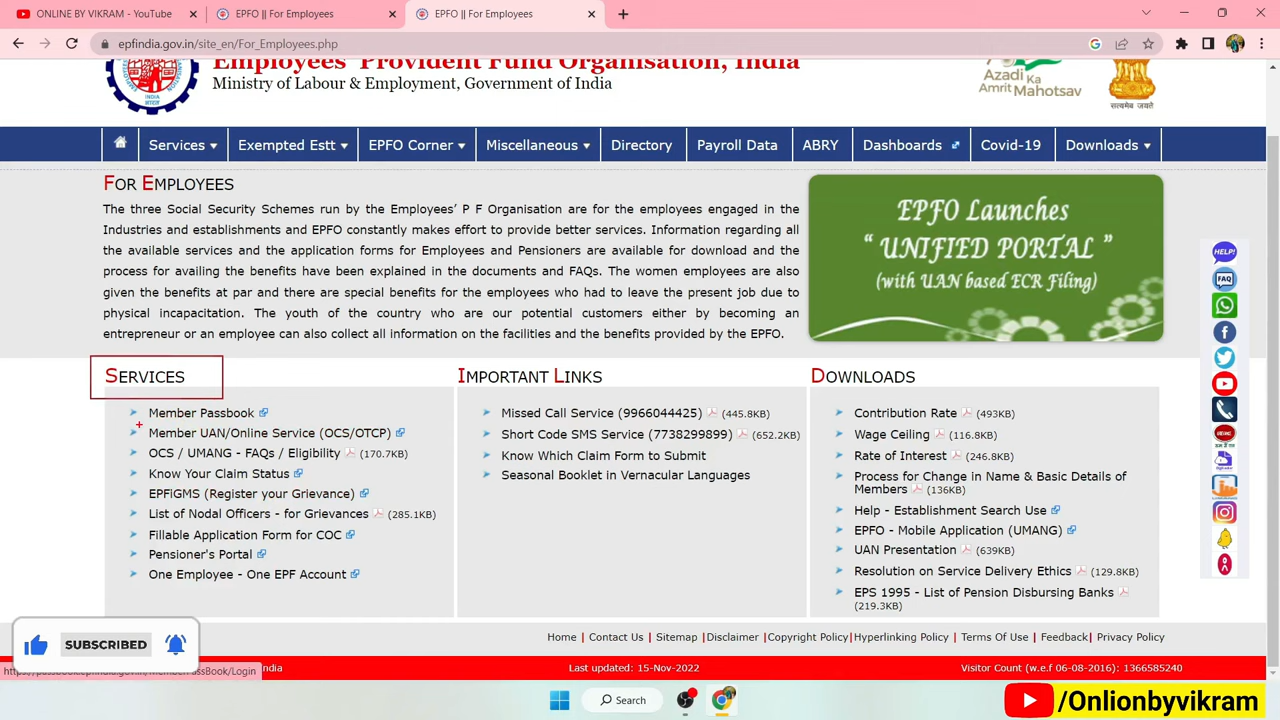 ONLINE BY VIKRAM - YouTube
EPFO || For Employees
EPFO || For Employees
epfindia.gov.in/site_en/For_Employees.php
Employees' Provident Fund Organisation, India
Ministry of Labour & Employment, Government of India
Azadi Ka
Amrit Mahotsav
सत्यमेव जयते
Services
Exempted Estt
EPFO Corner
Miscellaneous
Directory
Payroll Data
ABRY
Dashboards
Covid-19
Downloads
FOR EMPLOYEES
The three Social Security Schemes run by the Employees' P F Organisation are for the employees engaged in the
Industries and establishments and EPFO constantly makes effort to provide better services. Information regarding all
the available services and the application forms for Employees and Pensioners are available for download and the
process for availing the benefits have been explained in the documents and FAQs. The women employees are also
given the benefits at par and there are special benefits for the employees who had to leave the present job due to
physical incapacitation. The youth of the country who are our potential customers either by becoming an
entrepreneur or an employee can also collect all information on the facilities and the benefits provided by the EPFO.
EPFO Launches
“ UNIFIED PORTAL ”
(with UAN based ECR Filing)
HELP!
FAQ
SERVICES
Member Passbook
Member UAN/Online Service (OCS/OTCP)
OCS / UMANG - FAQs / Eligibility (170.7KB)
Know Your Claim Status
EPFiGMS (Register your Grievance)
List of Nodal Officers - for Grievances (285.1KB)
Fillable Application Form for COC
Pensioner's Portal
One Employee - One EPF Account
IMPORTANT LINKS
Missed Call Service (9966044425) (445.8KB)
Short Code SMS Service (7738299899) (652.2KB)
Know Which Claim Form to Submit
Seasonal Booklet in Vernacular Languages
DOWNLOADS
Contribution Rate (493KB)
Wage Ceiling (116.8KB)
Rate of Interest (246.8KB)
Process for Change in Name & Basic Details of
Members (136KB)
Help - Establishment Search Use
EPFO - Mobile Application (UMANG)
UAN Presentation (639KB)
Resolution on Service Delivery Ethics (129.8KB)
EPS 1995 - List of Pension Disbursing Banks
(219.3KB)
Home | Contact Us | Sitemap | Disclaimer | Copyright Policy | Hyperlinking Policy | Terms Of Use | Feedback | Privacy Policy
SUBSCRIBED
India
Last updated: 15-Nov-2022
Visitor Count (w.e.f 06-08-2016): 1366585240
Search
/Onlionbyvikram